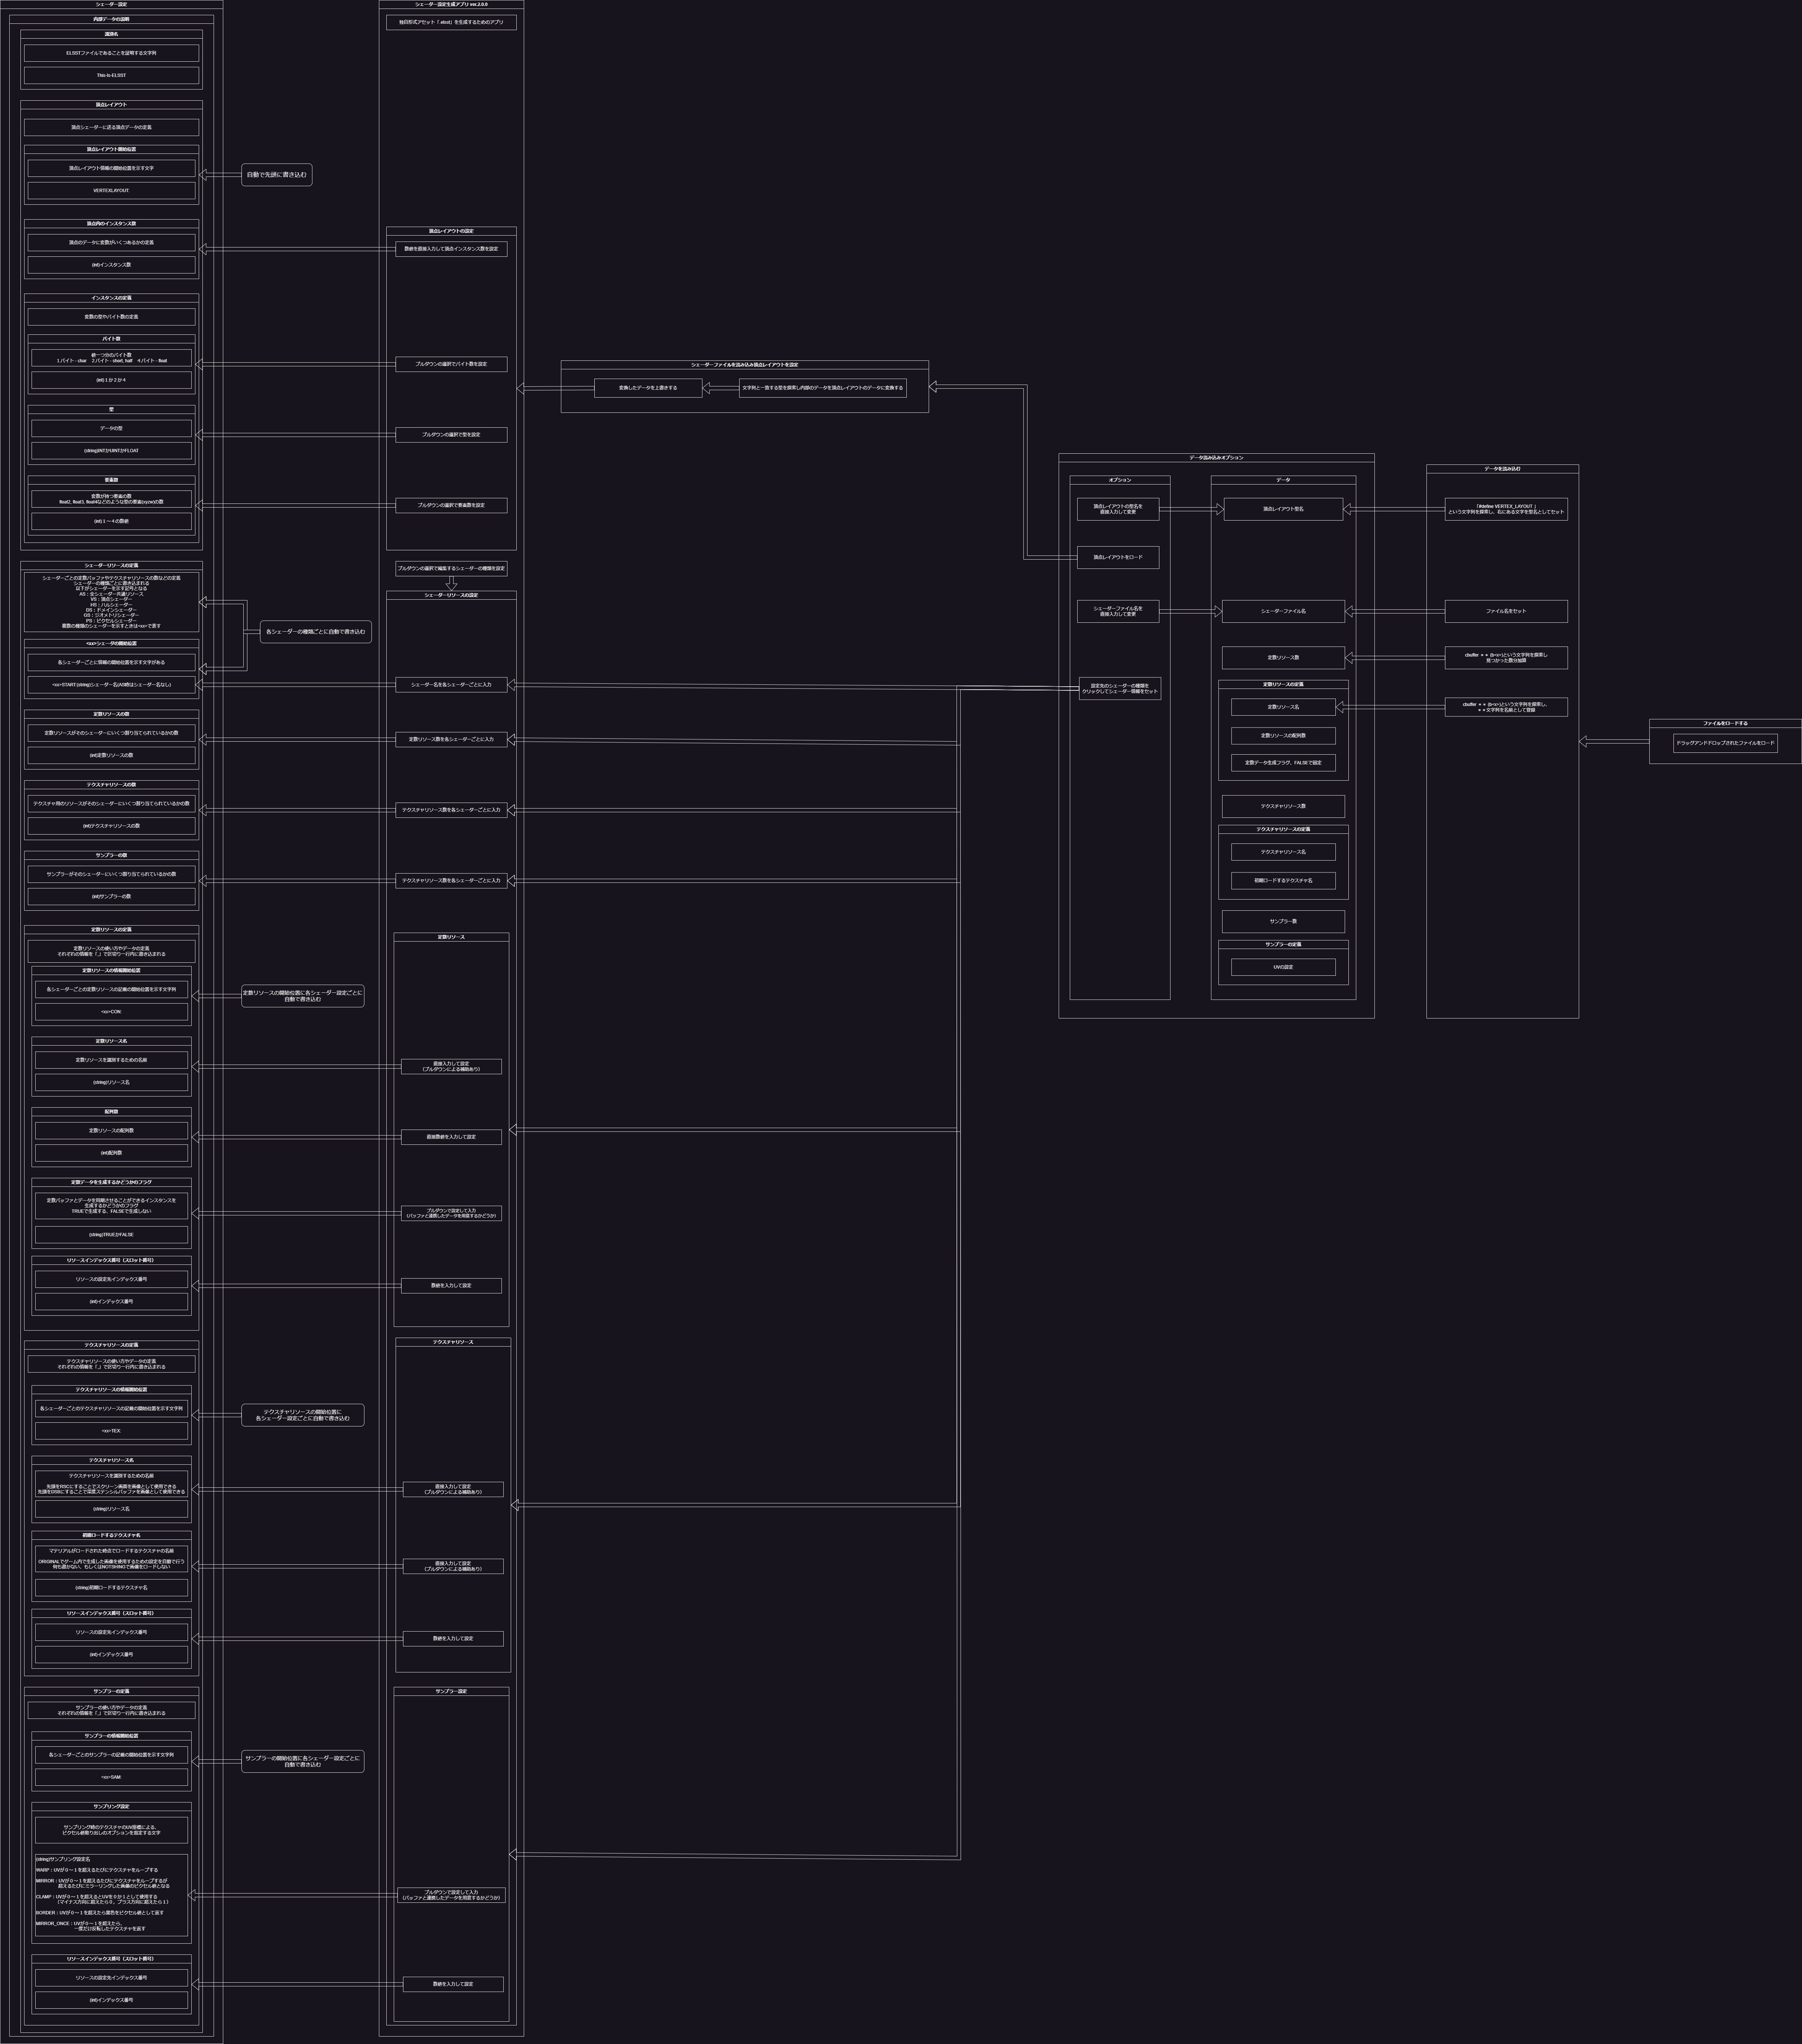 シェーダー設定
内部データの説明
識別名
ELSSTファイルであることを証明する文字列
This-Is-ELSST
頂点レイアウト
頂点シェーダーに送る頂点データの定義
頂点レイアウト開始位置
頂点レイアウト情報の開始位置を示す文字
VERTEXLAYOUT:
自動で先頭に書き込む
頂点内のインスタンス数
頂点のデータに変数がいくつあるかの定義
(int)インスタンス数
インスタンスの定義
変数の型やバイト数の定義
バイト数
値一つ分のバイト数
1バイト - char　2バイト - short, half　4バイト - float
(int) 1か2か4
型
データの型
(string)INTかUINTかFLOAT
要素数
変数が持つ要素の数
float2, float3, float4などのような型の要素(xyzw)の数
(int) 1～4の数値
シェーダーリソースの定義
シェーダーごとの定数バッファやテクスチャリソースの数などの定義
シェーダーの種類ごとに書き込まれる
以下がシェーダーを示す記号となる
AS：全シェーダー共通リソース
VS：頂点シェーダー
HS：ハルシェーダー
DS：ドメインシェーダー
GS：ジオメトリシェーダー
PS：ピクセルシェーダー
複数の種類のシェーダーを示すときは<xx>で表す
各シェーダーの種類ごとに自動で書き込む
<xx>シェーダの開始位置
各シェーダーごとに情報の開始位置を示す文字がある
<xx>START:(string)シェーダー名(AS時はシェーダー名なし)
定数リソースの数
定数リソースがそのシェーダーにいくつ割り当てられているかの数
(int)定数リソースの数
テクスチャリソースの数
テクスチャ用のリソースがそのシェーダーにいくつ割り当てられているかの数
(int)テクスチャリソースの数
サンプラーの数
サンプラーがそのシェーダーにいくつ割り当てられているかの数
(int)サンプラーの数
定数リソースの定義
定数リソースの使い方やデータの定義
それぞれの情報を「,」で区切り一行内に書き込まれる
定数リソースの情報開始位置
各シェーダーごとの定数リソースの記載の開始位置を示す文字列
<xx>CON:
定数リソースの開始位置に各シェーダー設定ごとに
自動で書き込む
定数リソース名
定数リソースを識別するための名前
(string)リソース名
配列数
定数リソースの配列数
(int)配列数
定数データを生成するかどうかのフラグ
定数バッファとデータを同期させることができるインスタンスを
生成するかどうかのフラグ
TRUEで生成する、FALSEで生成しない
(string)TRUEかFALSE
リソースインデックス番号（スロット番号）
リソースの設定先インデックス番号
(int)インデックス番号
テクスチャリソースの定義
テクスチャリソースの使い方やデータの定義
それぞれの情報を「,」で区切り一行内に書き込まれる
テクスチャリソースの情報開始位置
各シェーダーごとのテクスチャリソースの記載の開始位置を示す文字列
<xx>TEX:
テクスチャリソースの開始位置に
各シェーダー設定ごとに自動で書き込む
テクスチャリソース名
テクスチャリソースを識別するための名前
先頭をRSCにすることでスクリーン画面を画像として使用できる
先頭をDSBにすることで深度ステンシルバッファを画像として使用できる
(string)リソース名
初期ロードするテクスチャ名
マテリアルがロードされた時点でロードするテクスチャの名前
ORIGINALでゲーム内で生成した画像を使用するための設定を自動で行う
何も書かない、もしくはNOTSHINGで画像をロードしない
(string)初期ロードするテクスチャ名
リソースインデックス番号（スロット番号）
リソースの設定先インデックス番号
(int)インデックス番号
サンプラーの定義
サンプラーの使い方やデータの定義
それぞれの情報を「,」で区切り一行内に書き込まれる
サンプラーの情報開始位置
各シェーダーごとのサンプラーの記載の開始位置を示す文字列
<xx>SAM:
サンプラーの開始位置に各シェーダー設定ごとに
自動で書き込む
サンプリング設定
サンプリング時のテクスチャのUV座標による、
ピクセル値取り出しのオプションを指定する文字
(string)サンプリング設定名
WARP：UVが0～1を超えるたびにテクスチャをループする
MIRROR：UVが0～1を超えるたびにテクスチャをループするが
超えるたびにミラーリングした画像のピクセル値となる
CLAMP：UVが0～1を超えるとUVを0か1として使用する
（マイナス方向に超えたら0、プラス方向に超えたら1）
BORDER：UVが0～1を超えたら黒色をピクセル値として返す
MIRROR_ONCE：UVが0～1を超えたら、
一度だけ反転したテクスチャを返す
リソースインデックス番号（スロット番号）
リソースの設定先インデックス番号
(int)インデックス番号
シェーダー設定生成アプリ ver.2.0.0
独自形式アセット「.elsst」を生成するためのアプリ
頂点レイアウトの設定
数値を直接入力して頂点インスタンス数を設定
プルダウンの選択でバイト数を設定
プルダウンの選択で型を設定
プルダウンの選択で要素数を設定
プルダウンの選択で編集するシェーダーの種類を設定
シェーダーリソースの設定
シェーダー名を各シェーダーごとに入力
定数リソース数を各シェーダーごとに入力
テクスチャリソース数を各シェーダーごとに入力
テクスチャリソース数を各シェーダーごとに入力
定数リソース
直接入力して設定
（プルダウンによる補助あり）
直接数値を入力して設定
プルダウンで設定して入力
（バッファと連携したデータを用意するかどうか）
数値を入力して設定
テクスチャリソース
直接入力して設定
（プルダウンによる補助あり）
直接入力して設定
（プルダウンによる補助あり）
数値を入力して設定
サンプラー設定
プルダウンで設定して入力
（バッファと連携したデータを用意するかどうか）
数値を入力して設定
シェーダーファイルを読み込み頂点レイアウトを設定
変換したデータを上書きする
文字列と一致する型を探索し内部のデータを頂点レイアウトのデータに変換する
データ読み込みオプション
オプション
頂点レイアウトの型名を
直接入力して変更
頂点レイアウトをロード
シェーダーファイル名を
直接入力して変更
設定先のシェーダーの種類を
クリックしてシェーダー情報をセット
データ
頂点レイアウト型名
シェーダーファイル名
定数リソース数
定数リソースの定義
定数リソース名
定数リソースの配列数
定数データ生成フラグ、FALSEで固定
テクスチャリソース数
テクスチャリソースの定義
テクスチャリソース名
初期ロードするテクスチャ名
サンプラー数
サンプラーの定義
UVの設定
データを読み込む
「#define VERTEX_LAYOUT 」
という文字列を探索し、右にある文字を型名としてセット
ファイル名をセット
cbuffer ＊＊ (b<x>)という文字列を探索し
見つかった数分加算
cbuffer ＊＊ (b<x>)という文字列を探索し、
＊＊文字列を名前として登録
ファイルをロードする
ドラッグアンドドロップされたファイルをロード